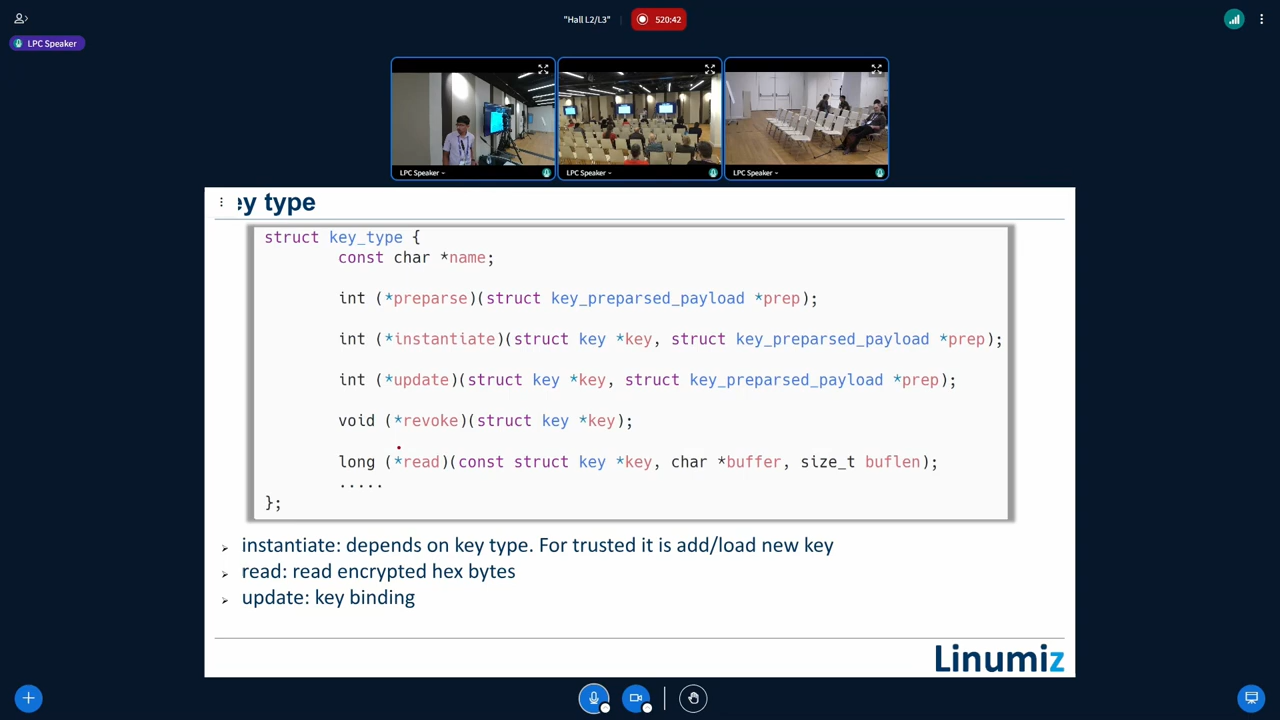 "Hall L2/L3"
520:42
LPC Speaker
LPC Speaker
LPC Speaker
LPC Speaker
ey type
struct key_type {
const char *name;
int (*preparse)(struct key_preparsed_payload *prep);
int (*instantiate)(struct key *key, struct key_preparsed_payload *prep);
int (*update)(struct key *key, struct key_preparsed_payload *prep);
void (*revoke)(struct key *key);
long (*read)(const struct key *key, char *buffer, size_t buflen);
.....
};
instantiate: depends on key type. For trusted it is add/load new key
read: read encrypted hex bytes
update: key binding
Linumiz